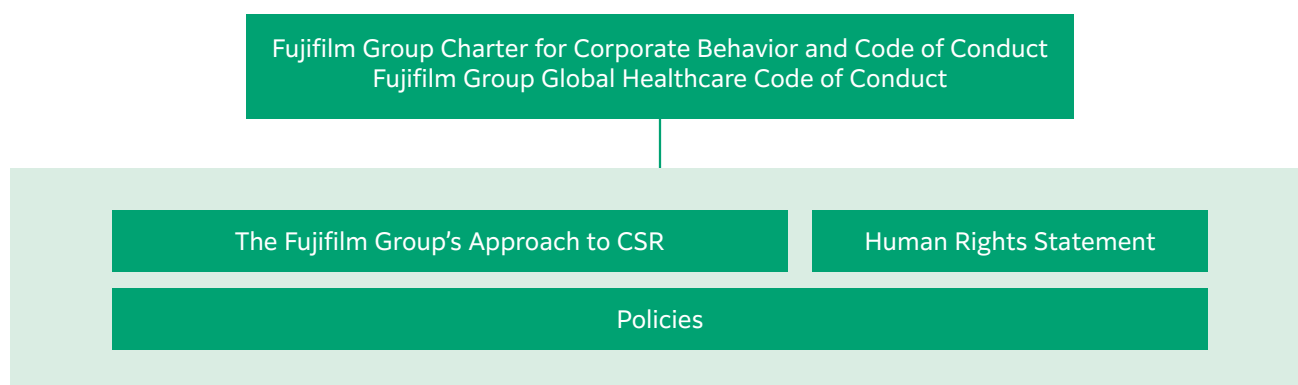 Fujifilm Group Charter for Corporate Behavior and Code of Conduct
Fujifilm Group Global Healthcare Code of Conduct
The Fujifilm Group's Approach to CSR
Human Rights Statement
Policies